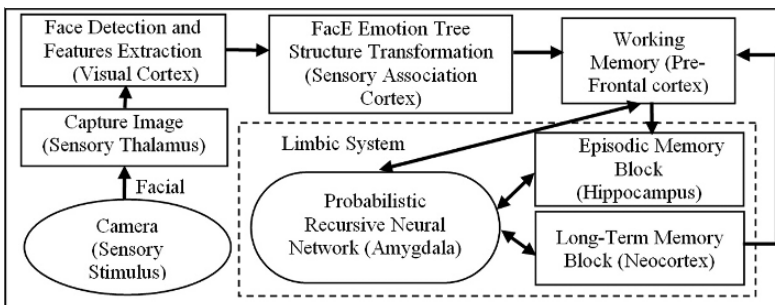 Face Detection and
Features Extraction
(Visual Cortex)
FacE Emotion Tree
Structure Transformation
(Sensory Association
Cortex)
Working
Memory (Pre-
Frontal cortex)
Capture Image
(Sensory Thalamus)
Facial
Camera
(Sensory
Stimulus)
Limbic System
Probabilistic
Recursive Neural
Network (Amygdala)
Episodic Memory
Block
(Hippocampus)
Long-Term Memory
Block (Neocortex)